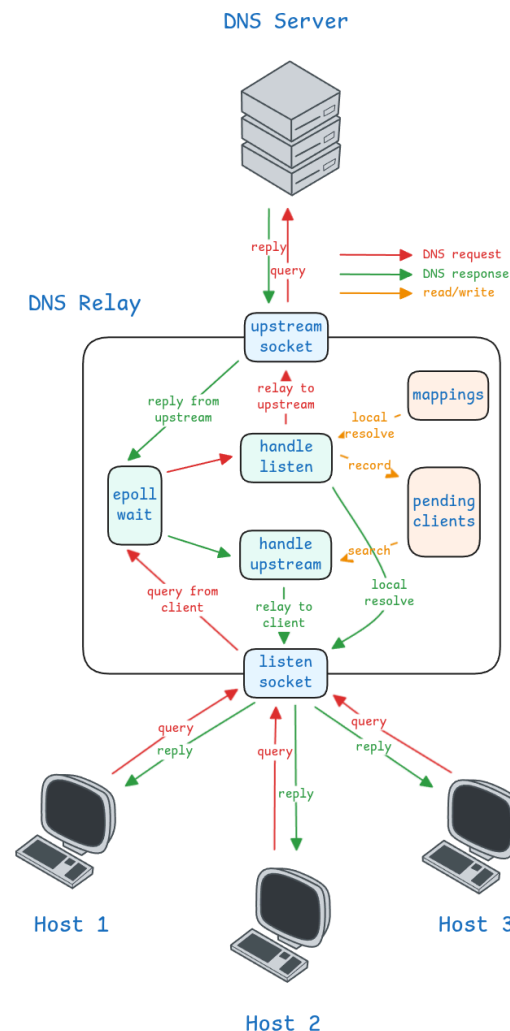 DNS Server
reply
query
DNS request
DNS response
read/write
DNS Relay
upstream
socket
reply from
upstream
relay to
upstream
mappings
local
resolve
handle
listen
record
epoll
wait
pending
clients
handle
upstream
search
query from
client
relay to
client
local
resolve
listen
socket
query
reply
query
reply
query
reply
Host 1
Host 2
Host 3